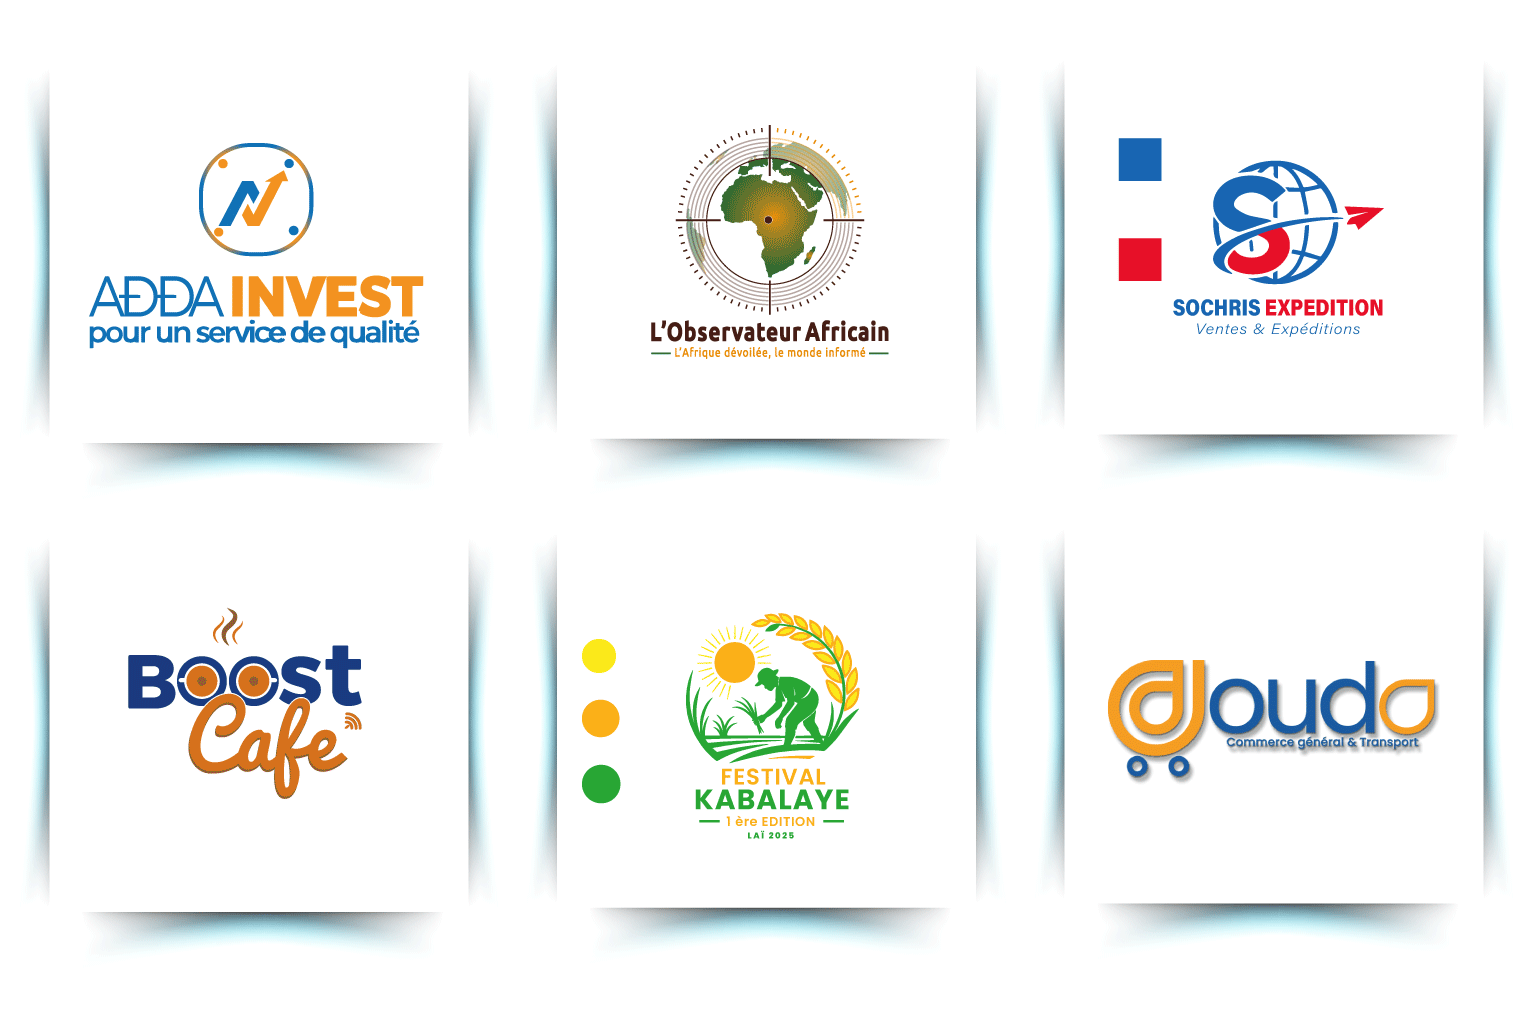 AĐĐA INVEST
pour un service de qualité
L'Observateur Africain
L'Afrique dévoilée, le monde informé
S
SOCHRIS EXPEDITION
Ventes & Expéditions
BOOST
Cafe
FESTIVAL
KABALAYE
1 ère EDITION
LAÏ 2025
doudo
Commerce général & Transport